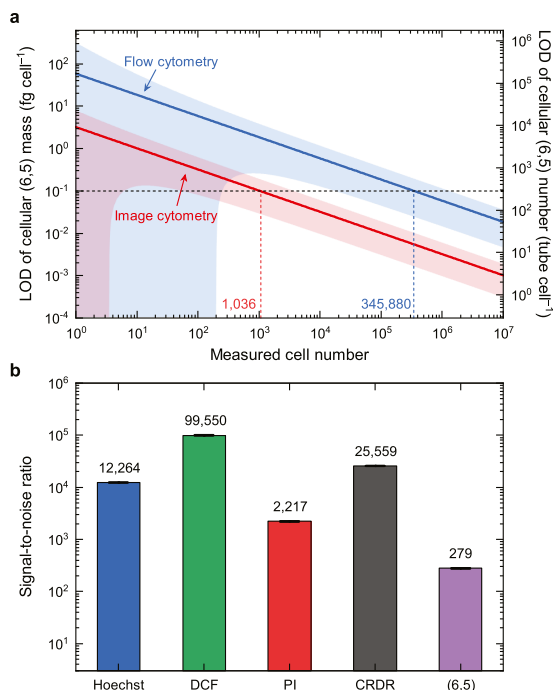 a
LOD of cellular (6,5) mass (fg cell⁻¹)
10²
10¹
10⁰
10⁻¹
10⁻²
10⁻³
10⁻⁴
Flow cytometry
Image cytometry
1,036
345,880
10⁶
10⁵
10⁴
10³
10²
10¹
10⁰
LOD of cellular (6,5) number (tube cell⁻¹)
10⁰ 10¹ 10² 10³ 10⁴ 10⁵ 10⁶ 10⁷
Measured cell number
b
Signal-to-noise ratio
10⁶
10⁵
10⁴
10³
10²
10¹
12,264
99,550
2,217
25,559
279
Hoechst DCF PI CRDR (6,5)